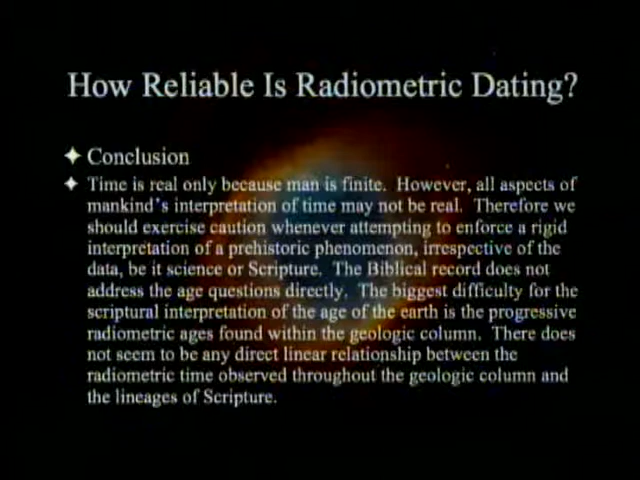 How Reliable Is Radiometric Dating?
Conclusion
Time is real only because man is finite. However, all aspects of
mankind's interpretation of time may not be real. Therefore we
should exercise caution whenever attempting to enforce a rigid
interpretation of a prehistoric phenomenon, irrespective of the
data, be it science or Scripture. The Biblical record does not
address the age questions directly. The biggest difficulty for the
scriptural interpretation of the age of the earth is the progressive
radiometric ages found within the geologic column. There does
not seem to be any direct linear relationship between the
radiometric time observed throughout the geologic column and
the lineages of Scripture.